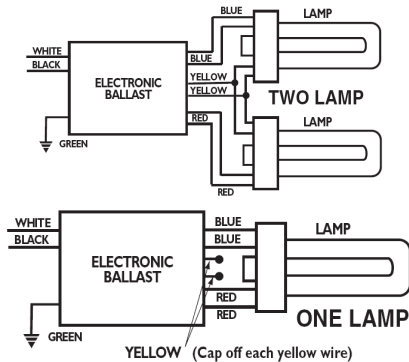 BLUE
LAMP
WHITE
BLACK
BLUE
ELECTRONIC
BALLAST
YELLOW
YELLOW
TWO LAMP
RED
LAMP
GREEN
RED
WHITE
BLUE
LAMP
BLACK
BLUE
ELECTRONIC
BALLAST
RED
ONE LAMP
RED
GREEN
YELLOW (Cap off each yellow wire)